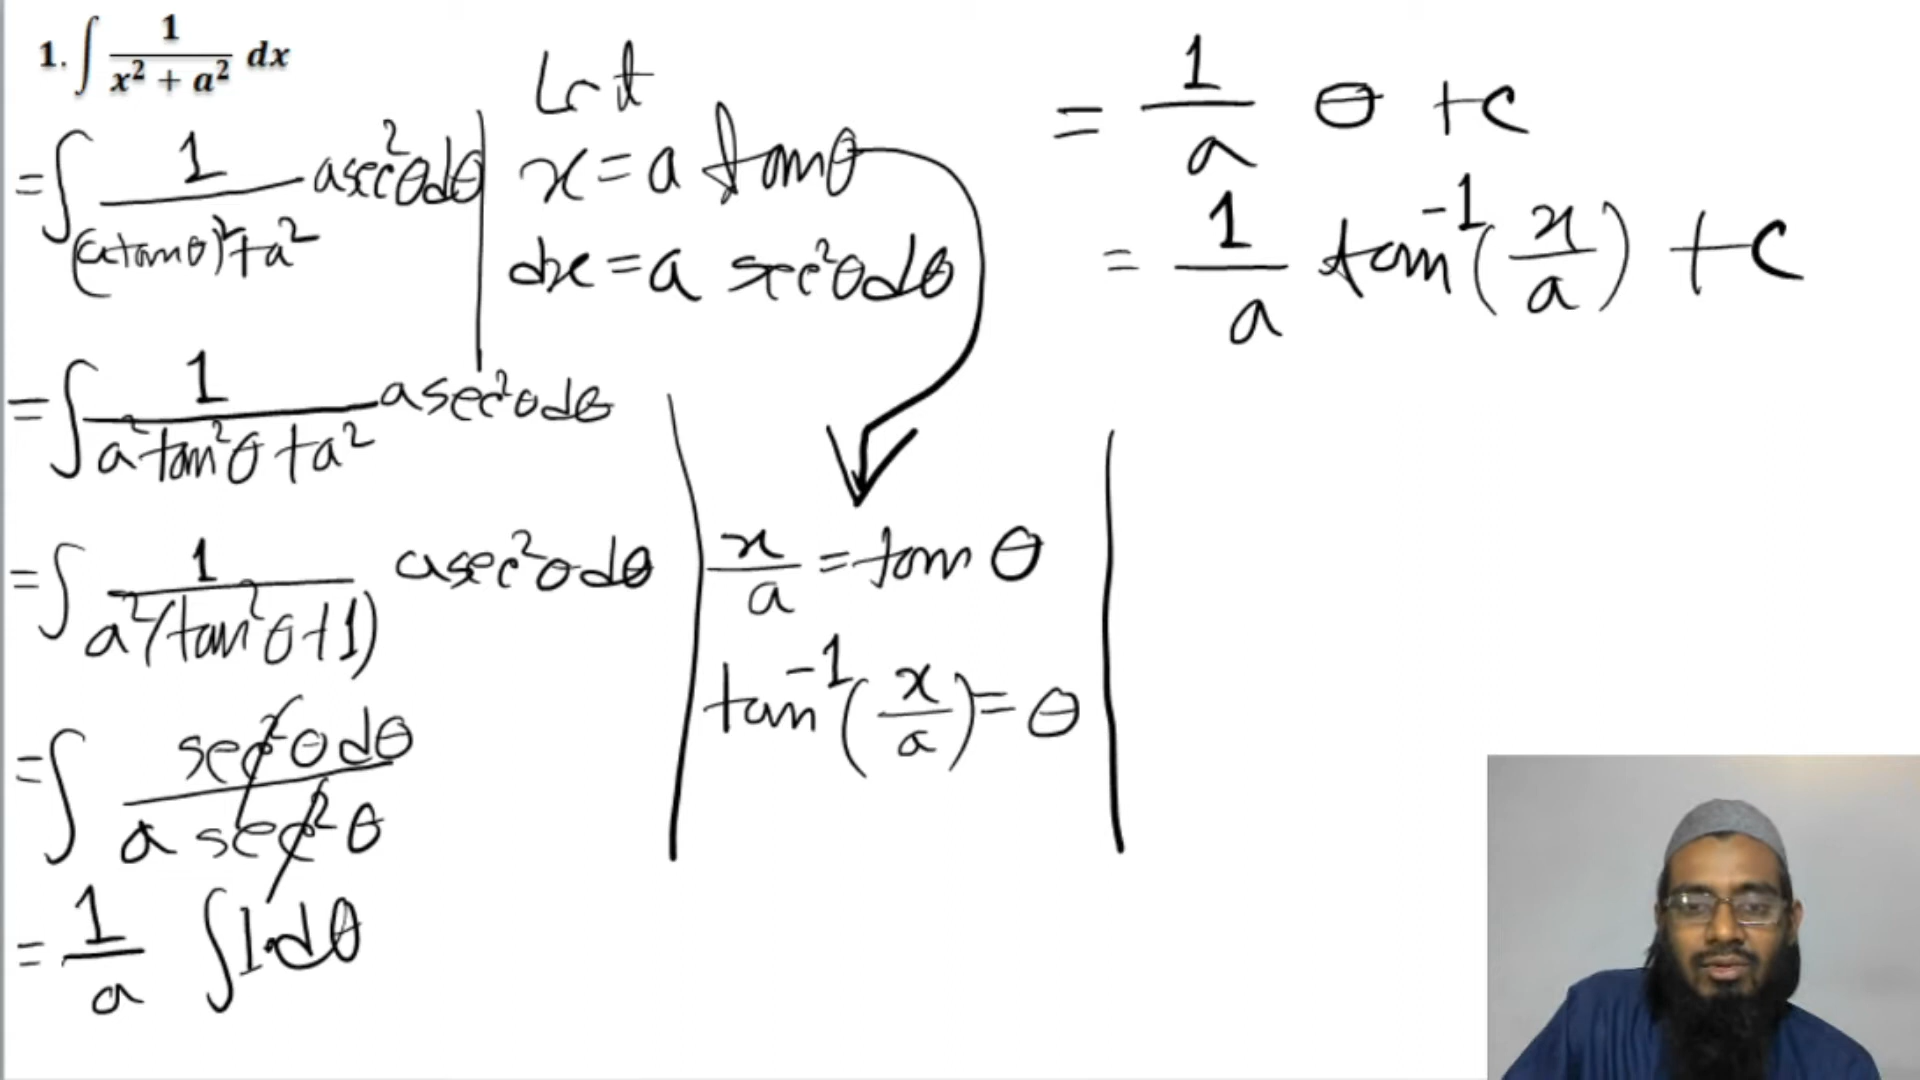 1. ∫ 1/(x² + a²) dx
= ∫ 1/((a tanθ)² + a²) a sec²θ dθ
= ∫ 1/(a² tan²θ + a²) a sec²θ dθ
= ∫ 1/(a² (tan²θ + 1)) a sec²θ dθ
= ∫ sec²θ dθ/(a sec²θ)
= 1/a ∫ 1·dθ
Let
x = a tanθ
dx = a sec²θ dθ
x/a = tan θ
tan⁻¹(x/a) = θ
= 1/a θ + c
= 1/a tan⁻¹(x/a) + c